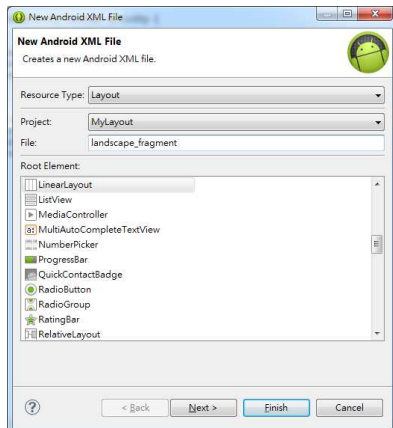 New Android XML File
New Android XML File
Creates a new Android XML file.
Resource Type: Layout
Project: MyLayout
File: landscape_fragment
Root Element:
LinearLayout
ListView
MediaController
MultiAutoCompleteTextView
NumberPicker
ProgressBar
QuickContactBadge
RadioButton
RadioGroup
RatingBar
RelativeLayout
? < Back Next > Finish Cancel